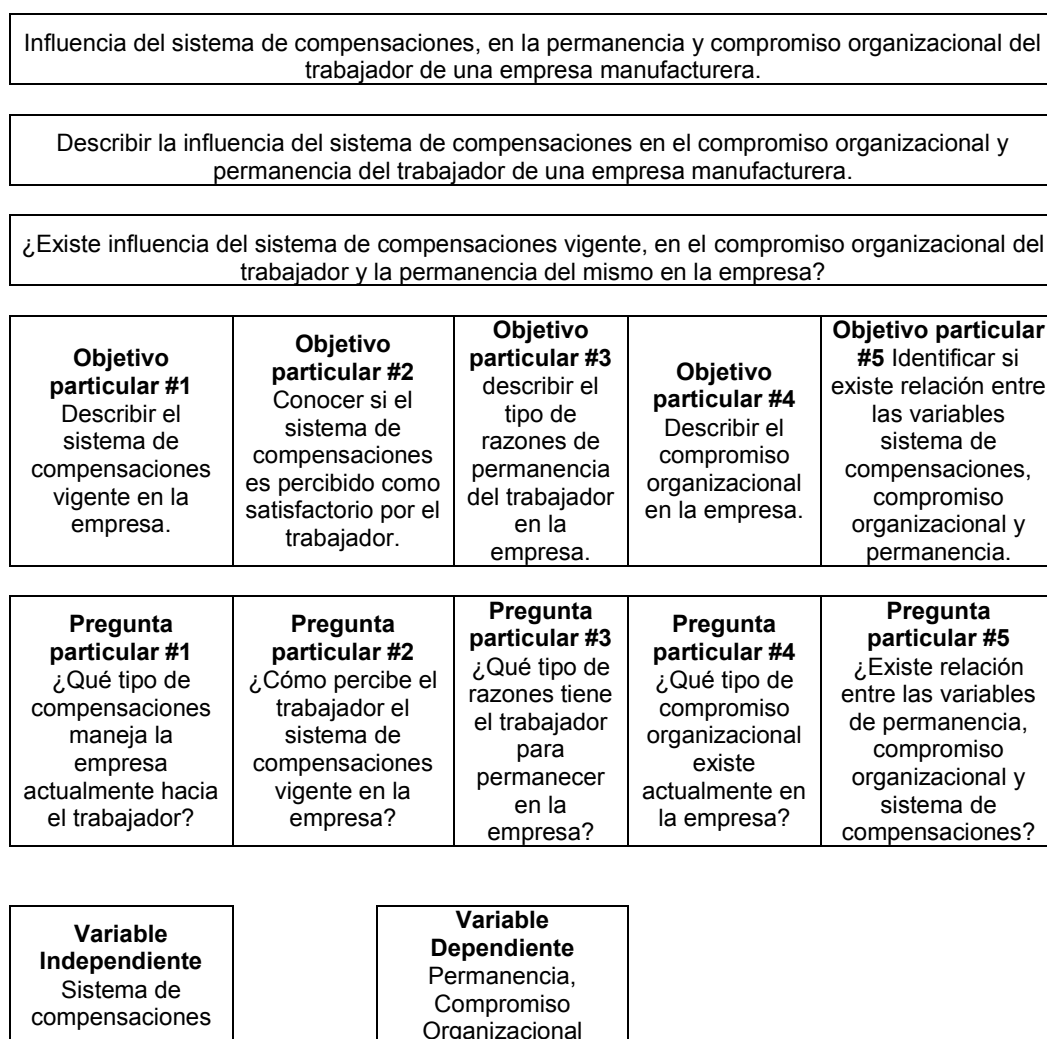 Influencia del sistema de compensaciones, en la permanencia y compromiso organizacional del
trabajador de una empresa manufacturera.
Describir la influencia del sistema de compensaciones en el compromiso organizacional y
permanencia del trabajador de una empresa manufacturera.
¿Existe influencia del sistema de compensaciones vigente, en el compromiso organizacional del
trabajador y la permanencia del mismo en la empresa?
Objetivo
particular #1
Describir el
sistema de
compensaciones
vigente en la
empresa.
Objetivo
particular #2
Conocer si el
sistema de
compensaciones
es percibido como
satisfactorio por el
trabajador.
Objetivo
particular #3
describir el
tipo de
razones de
permanencia
del trabajador
en la
empresa.
Objetivo
particular #4
Describir el
compromiso
organizacional
en la empresa.
Objetivo particular
#5 Identificar si
existe relación entre
las variables
sistema de
compensaciones,
compromiso
organizacional y
permanencia.
Pregunta
particular #1
¿Qué tipo de
compensaciones
maneja la
empresa
actualmente hacia
el trabajador?
Pregunta
particular #2
¿Cómo percibe el
trabajador el
sistema de
compensaciones
vigente en la
empresa?
Pregunta
particular #3
¿Qué tipo de
razones tiene
el trabajador
para
permanecer
en la
empresa?
Pregunta
particular #4
¿Qué tipo de
compromiso
organizacional
existe
actualmente en
la empresa?
Pregunta
particular #5
¿Existe relación
entre las variables
de permanencia,
compromiso
organizacional y
sistema de
compensaciones?
Variable
Independiente
Sistema de
compensaciones
Variable
Dependiente
Permanencia,
Compromiso
Organizacional